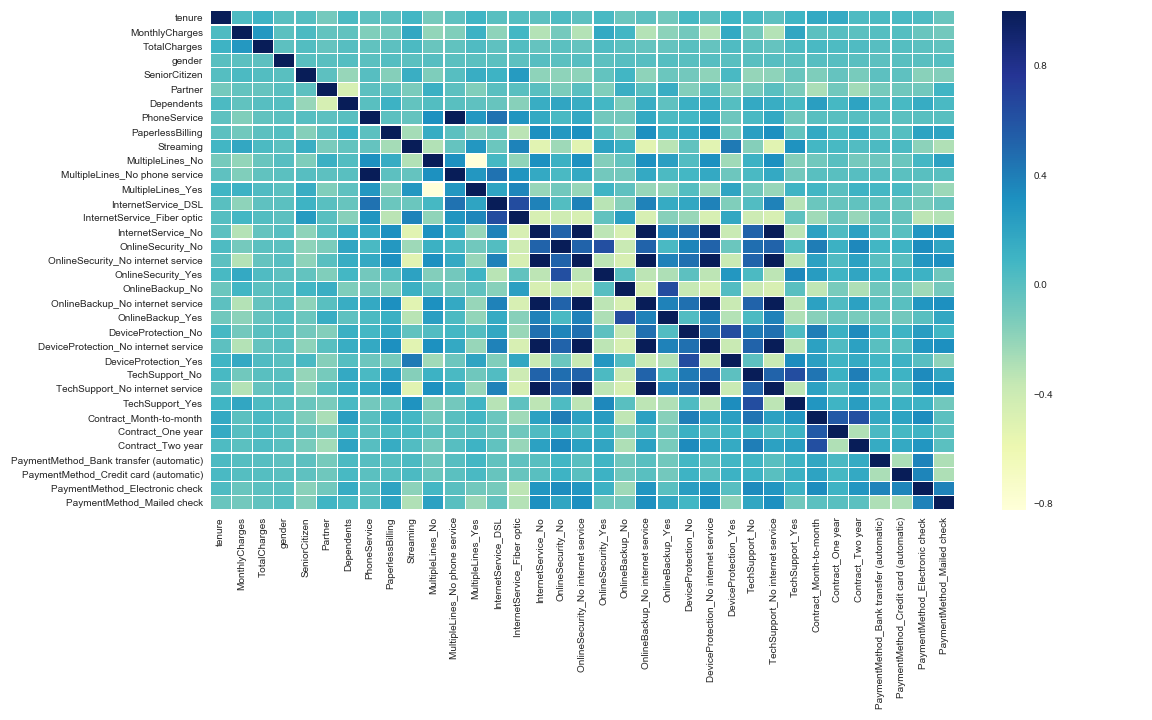 tenure
MonthlyCharges
TotalCharges
gender
SeniorCitizen
Partner
Dependents
PhoneService
PaperlessBilling
Streaming
MultipleLines_No
MultipleLines_No phone service
MultipleLines_Yes
InternetService_DSL
InternetService_Fiber optic
InternetService_No
OnlineSecurity_No
OnlineSecurity_No internet service
OnlineSecurity_Yes
OnlineBackup_No
OnlineBackup_No internet service
OnlineBackup_Yes
DeviceProtection_No
DeviceProtection_No internet service
DeviceProtection_Yes
TechSupport_No
TechSupport_No internet service
TechSupport_Yes
Contract_Month-to-month
Contract_One year
Contract_Two year
PaymentMethod_Bank transfer (automatic)
PaymentMethod_Credit card (automatic)
PaymentMethod_Electronic check
PaymentMethod_Mailed check
tenure
MonthlyCharges
TotalCharges
gender
SeniorCitizen
Partner
Dependents
PhoneService
PaperlessBilling
Streaming
MultipleLines_No
MultipleLines_No phone service
MultipleLines_Yes
InternetService_DSL
InternetService_Fiber optic
InternetService_No
OnlineSecurity_No
OnlineSecurity_No internet service
OnlineSecurity_Yes
OnlineBackup_No
OnlineBackup_No internet service
OnlineBackup_Yes
DeviceProtection_No
DeviceProtection_No internet service
DeviceProtection_Yes
TechSupport_No
TechSupport_No internet service
TechSupport_Yes
Contract_Month-to-month
Contract_One year
Contract_Two year
PaymentMethod_Bank transfer (automatic)
PaymentMethod_Credit card (automatic)
PaymentMethod_Electronic check
PaymentMethod_Mailed check
0.8
0.4
0.0
−0.4
−0.8